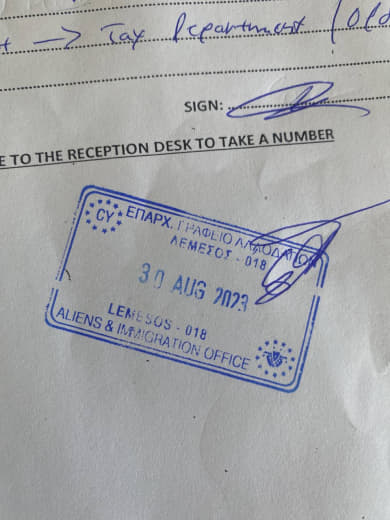 → Tax Department (Old
SIGN:
E TO THE RECEPTION DESK TO TAKE A NUMBER
CY ΕΠΑΡΧ. ΓΡΑΦΕΙΟ ΑΛΛΟΔΑΠΩΝ
ΛΕΜΕΣΟΣ - 018
30 AUG 2023
LEMESOS - 018
ALIENS & IMMIGRATION OFFICE